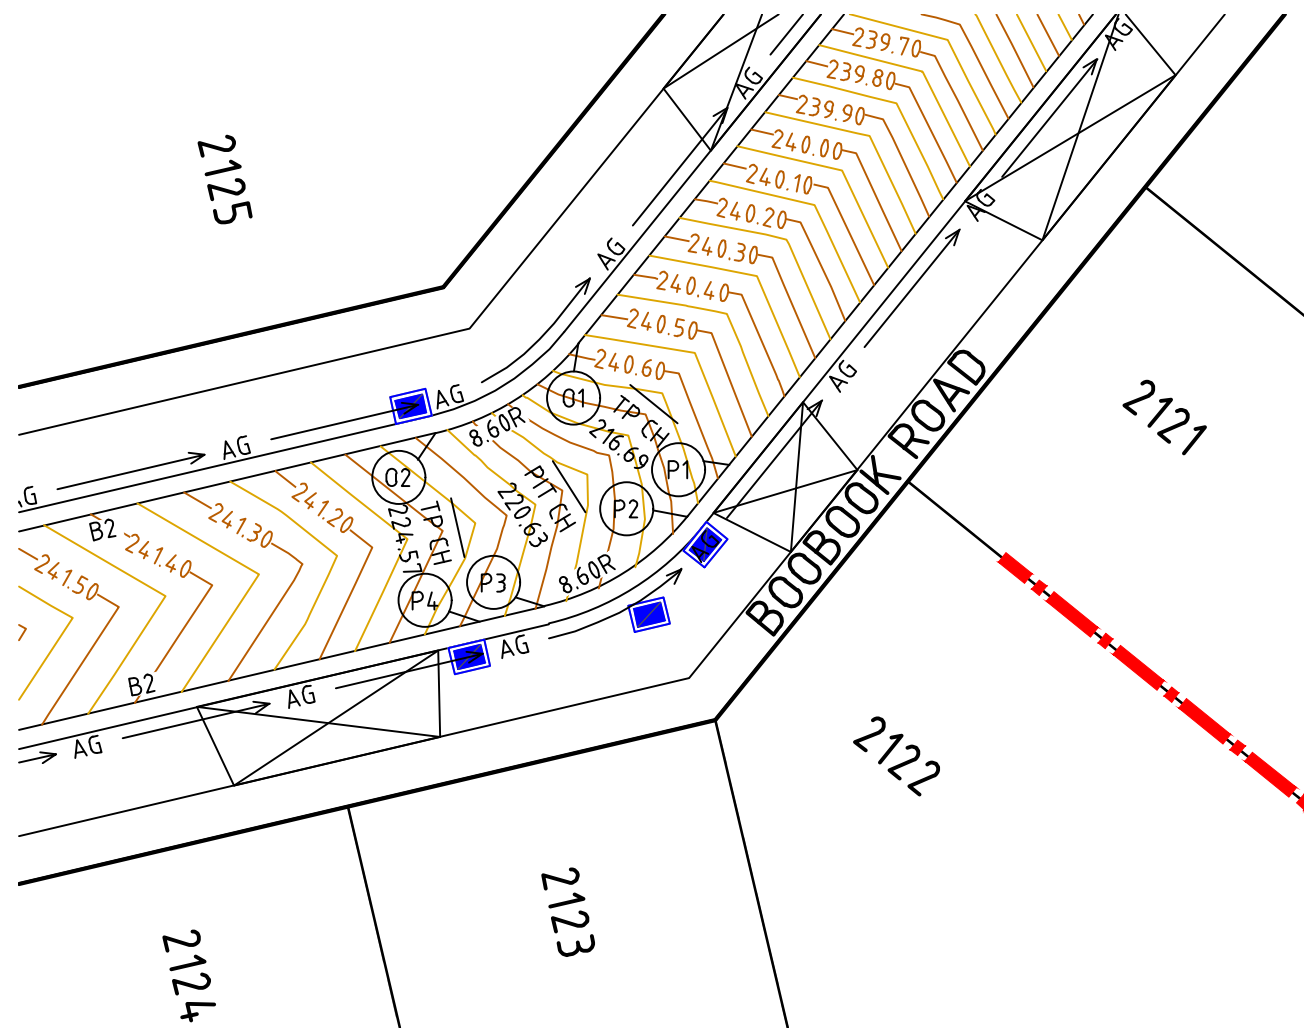 239.70
239.80
239.90
240.00
240.10
240.20
240.30
240.40
240.50
240.60
AG
AG
AG
AG
AG
AG
AG
AG
AG
AG
AG
AG
2125
O1
O2
8.60R
TP CH
216.69
P1
P2
PIT CH
220.63
TP CH
224.57
P3
P4
8.60R
241.20
241.30
241.40
241.50
B2
B2
BOOBOOK ROAD
2121
2122
2123
2124